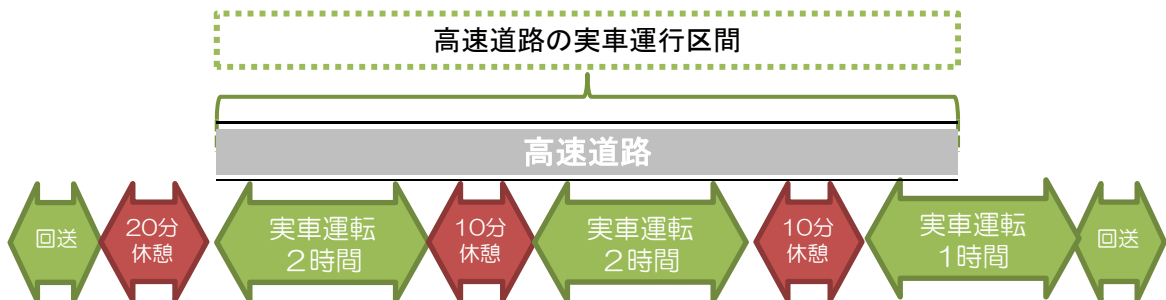 高速道路の実車運行区間
高速道路
回送
20分
休憩
実車運転
２時間
10分
休憩
実車運転
２時間
10分
休憩
実車運転
１時間
回送